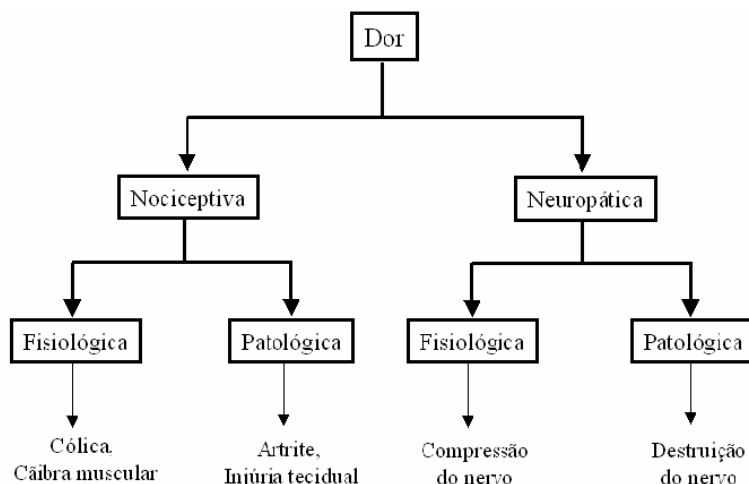 Dor
Nociceptiva
Neuropática
Fisiológica
Patológica
Fisiológica
Patológica
Cólica,
Cãibra muscular
Artrite,
Injúria tecidual
Compressão
do nervo
Destruição
do nervo